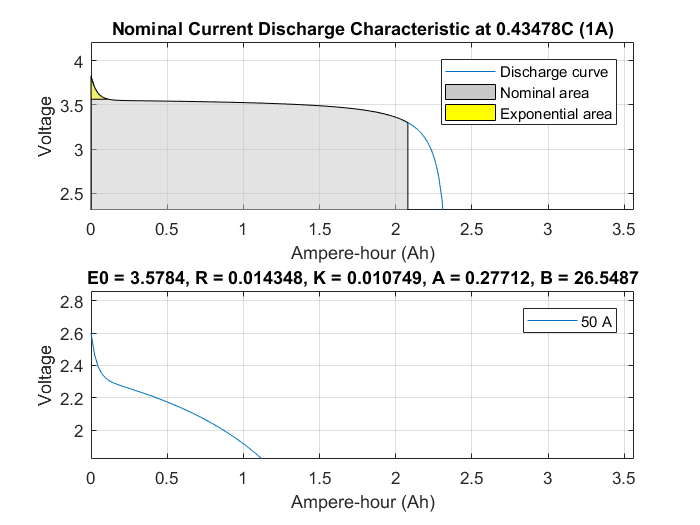 Nominal Current Discharge Characteristic at 0.43478C (1A)
4
3.5
3
2.5
Voltage
Discharge curve
Nominal area
Exponential area
0 0.5 1 1.5 2 2.5 3 3.5
Ampere-hour (Ah)
E0 = 3.5784, R = 0.014348, K = 0.010749, A = 0.27712, B = 26.5487
2.8
2.6
2.4
2.2
2
Voltage
50 A
0 0.5 1 1.5 2 2.5 3 3.5
Ampere-hour (Ah)